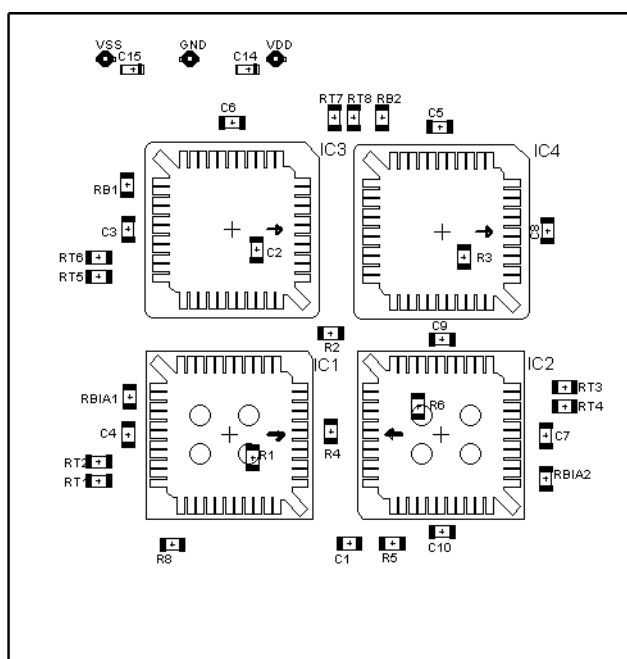 VSS
GND
VDD
C15
C14
C6
RT7
RT8
RB2
C5
IC3
IC4
RB1
C3
C2
C8
R3
RT6
RT5
R2
C9
IC1
IC2
RBIA1
R6
RT3
RT4
C4
R4
C7
R1
RT2
RT1
RBIA2
R8
C1
R5
C10